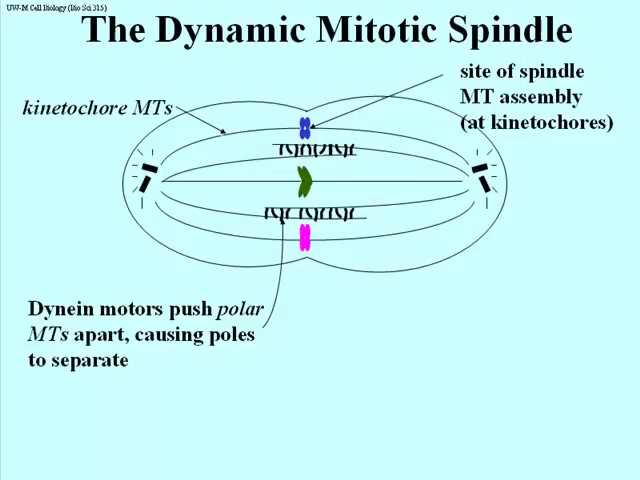 UW-M Cell Biology (Bio Sci 315)
The Dynamic Mitotic Spindle
site of spindle
MT assembly
(at kinetochores)
kinetochore MTs
Dynein motors push polar
MTs apart, causing poles
to separate